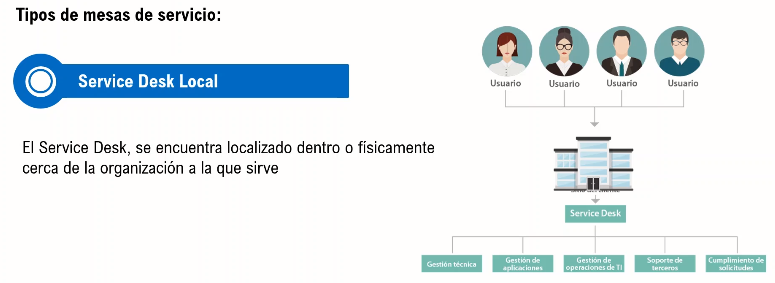 Tipos de mesas de servicio:
Service Desk Local
El Service Desk, se encuentra localizado dentro o físicamente
cerca de la organización a la que sirve
Usuario
Usuario
Usuario
Usuario
Service Desk
Gestión técnica
Gestión de
aplicaciones
Gestión de
operaciones de TI
Soporte de
terceros
Cumplimiento de
solicitudes